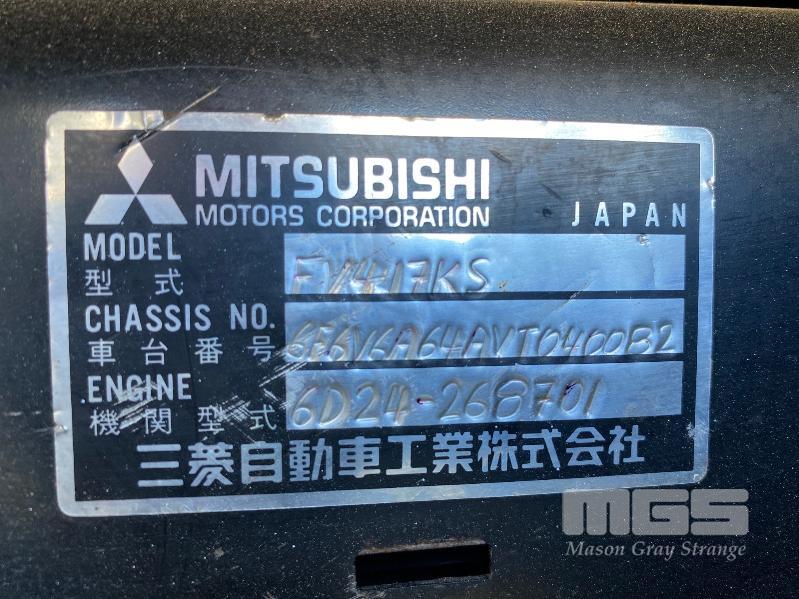 MITSUBISHI
MOTORS CORPORATION JAPAN
MODEL
型式 FV417KS
CHASSIS NO.
車台番号 6F6V6A64AVT0400B2
ENGINE
機関型式 6D24-268701
三菱自動車工業株式会社
MGS
Mason Gray Strange